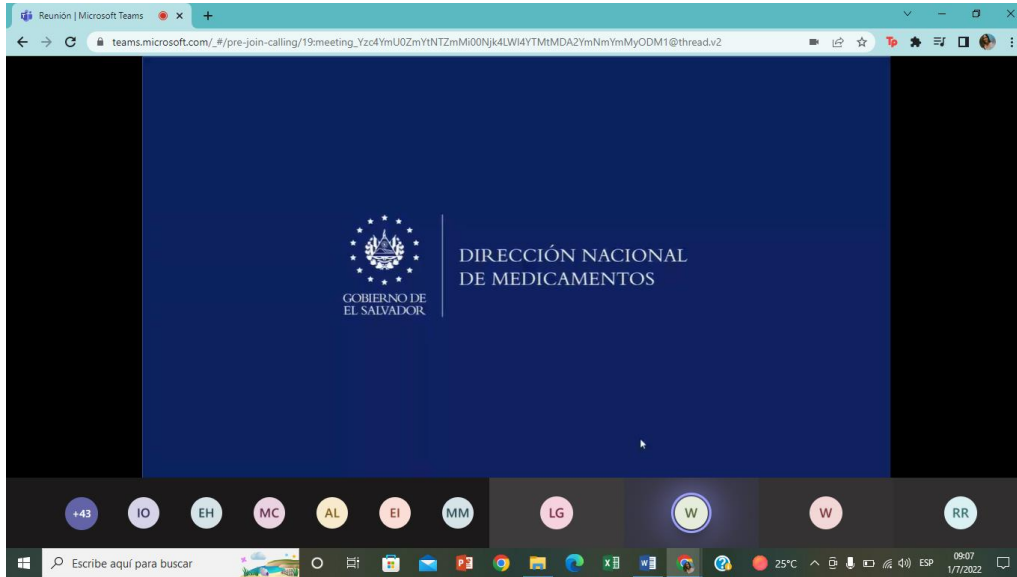 Reunión | Microsoft Teams
teams.microsoft.com/_#/pre-join-calling/19:meeting_Yzc4YmU0ZmYtNTZmMi00Njk4LWI4YTMtMDA2YmNmYmMyODM1@thread.v2
Tp
DIRECCIÓN NACIONAL
DE MEDICAMENTOS
GOBIERNO DE
EL SALVADOR
+43
IO
EH
MC
AL
EI
MM
LG
W
W
RR
Escribe aquí para buscar
25°C
ESP
09:07
1/7/2022